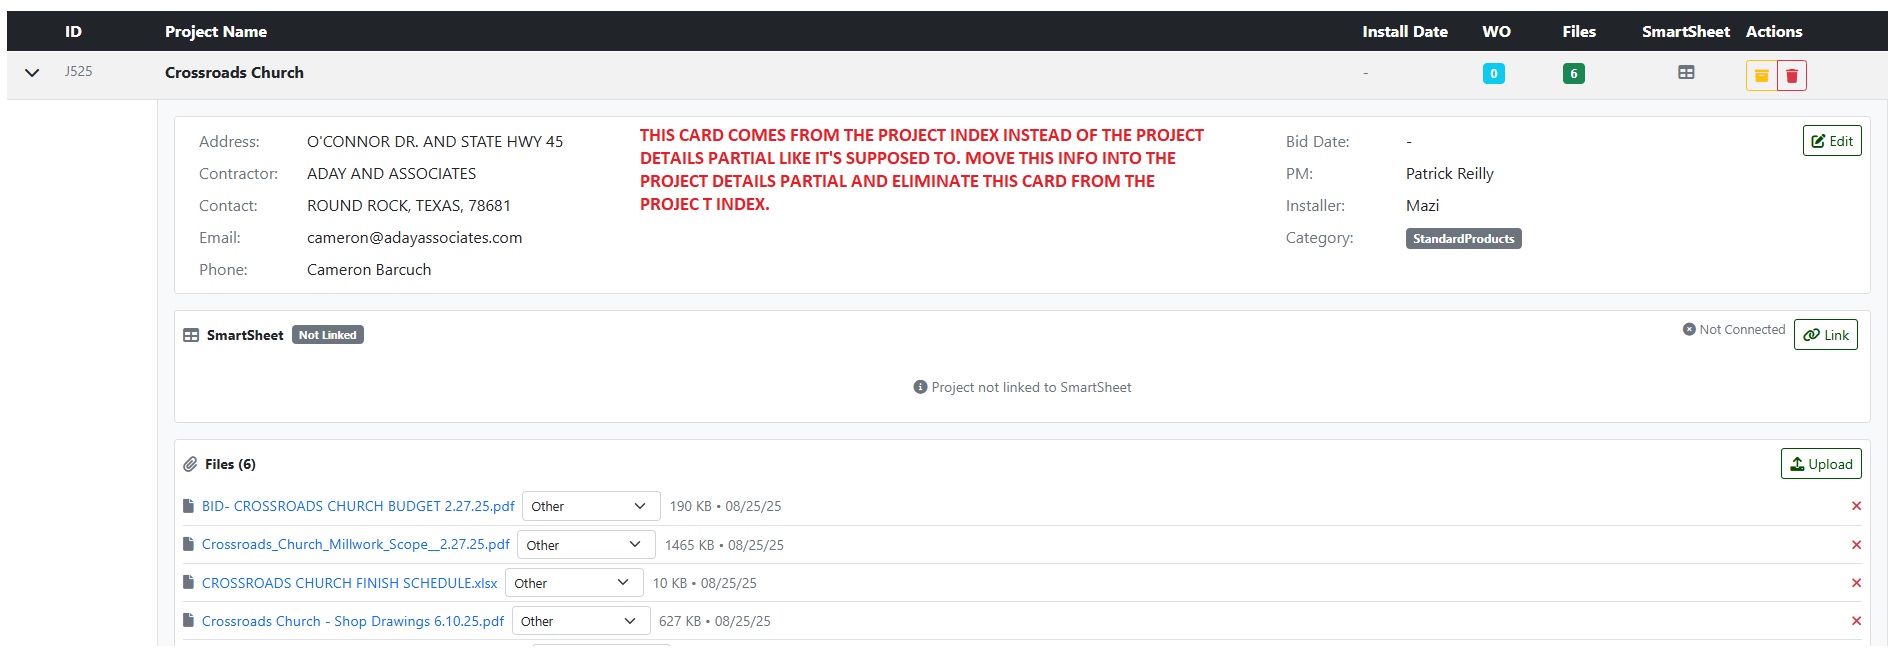 ID Project Name Install Date WO Files SmartSheet Actions
J525 Crossroads Church - 0 6
Address: O'CONNOR DR. AND STATE HWY 45
Contractor: ADAY AND ASSOCIATES
Contact: ROUND ROCK, TEXAS, 78681
Email: cameron@adayassociates.com
Phone: Cameron Barcuch
THIS CARD COMES FROM THE PROJECT INDEX INSTEAD OF THE PROJECT
DETAILS PARTIAL LIKE IT'S SUPPOSED TO. MOVE THIS INFO INTO THE
PROJECT DETAILS PARTIAL AND ELIMINATE THIS CARD FROM THE
PROJEC T INDEX.
Bid Date: -
PM: Patrick Reilly
Installer: Mazi
Category: StandardProducts
Edit
SmartSheet Not Linked Not Connected Link
Project not linked to SmartSheet
Files (6) Upload
BID- CROSSROADS CHURCH BUDGET 2.27.25.pdf Other 190 KB • 08/25/25
Crossroads_Church_Millwork_Scope__2.27.25.pdf Other 1465 KB • 08/25/25
CROSSROADS CHURCH FINISH SCHEDULE.xlsx Other 10 KB • 08/25/25
Crossroads Church - Shop Drawings 6.10.25.pdf Other 627 KB • 08/25/25